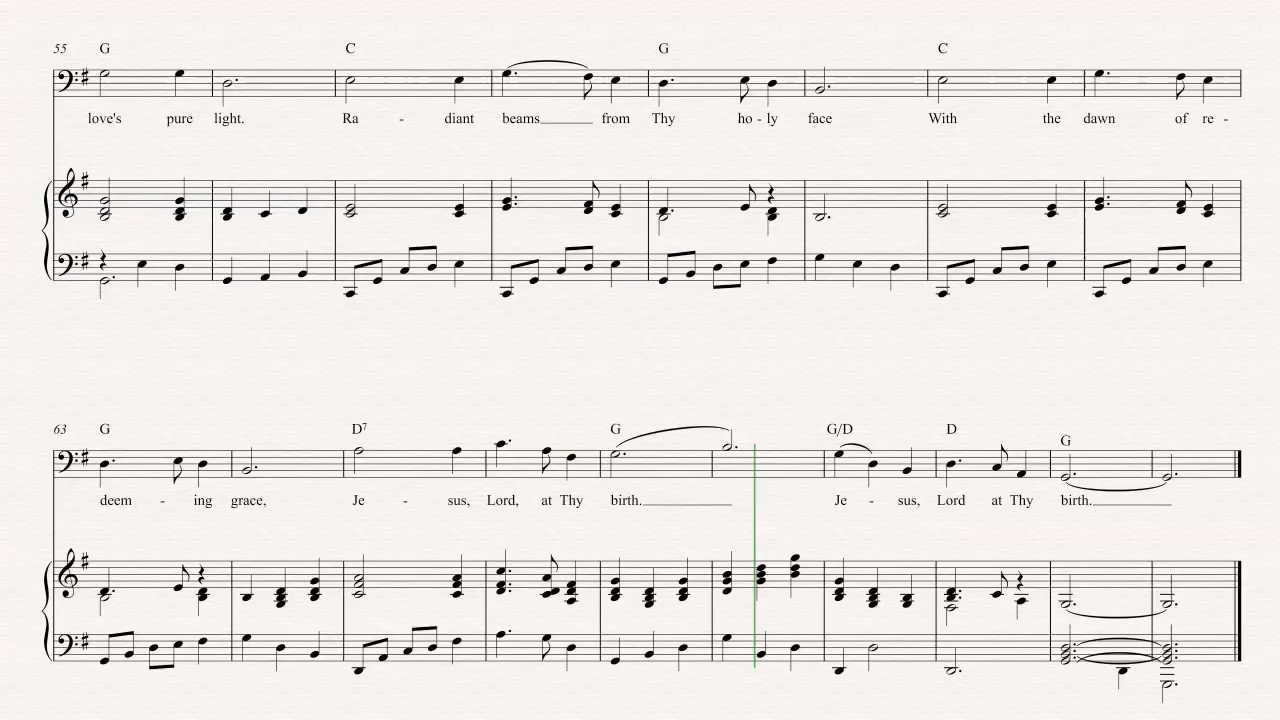 55 G C G C
love's pure light. Ra - diant beams from Thy ho - ly face With the dawn of re -
63 G D7 G G/D D G
deem - ing grace, Je - sus, Lord, at Thy birth. Je - sus, Lord at Thy birth.